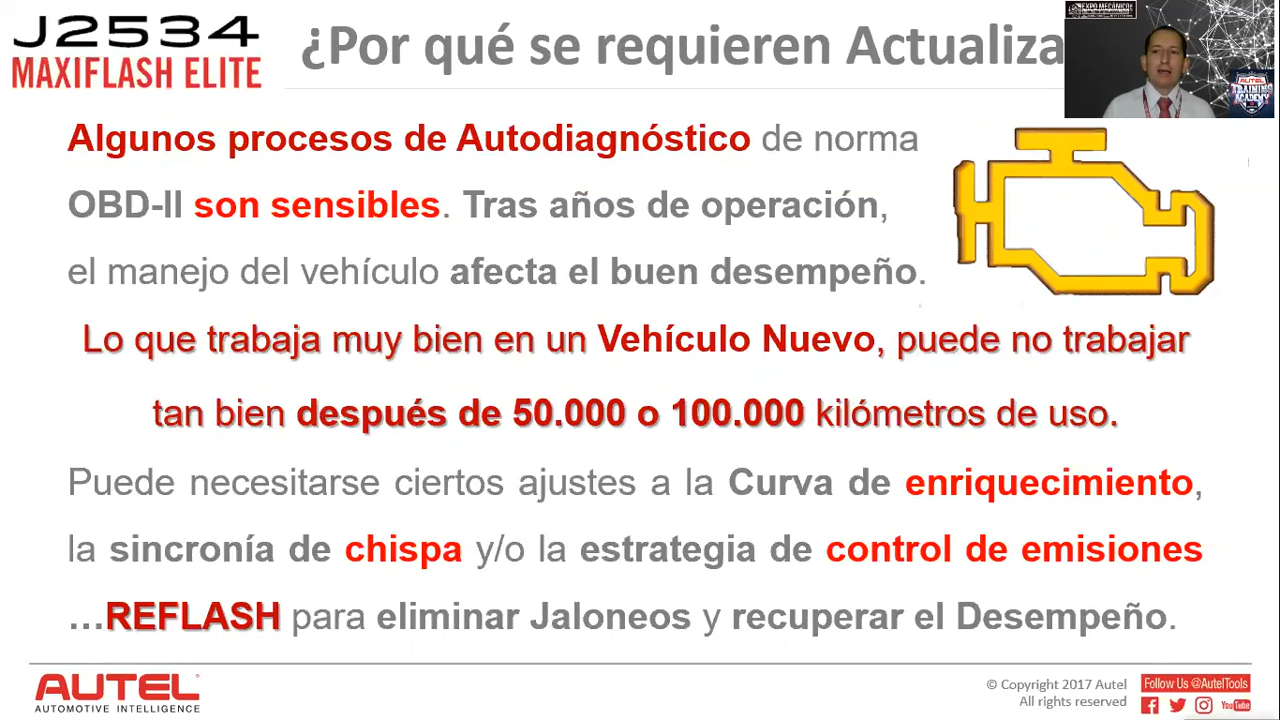 J2534
MAXIFLASH ELITE
¿Por qué se requieren Actualiza
EXPO MECÁNICO
AUTEL
TRAINING
ACADEMY
Algunos procesos de Autodiagnóstico de norma
OBD-II son sensibles. Tras años de operación,
el manejo del vehículo afecta el buen desempeño.
Lo que trabaja muy bien en un Vehículo Nuevo, puede no trabajar
tan bien después de 50.000 o 100.000 kilómetros de uso.
Puede necesitarse ciertos ajustes a la Curva de enriquecimiento,
la sincronía de chispa y/o la estrategia de control de emisiones
...REFLASH para eliminar Jaloneos y recuperar el Desempeño.
AUTEL
AUTOMOTIVE INTELLIGENCE
© Copyright 2017 Autel
All rights reserved
Follow Us @AutelTools
YouTube